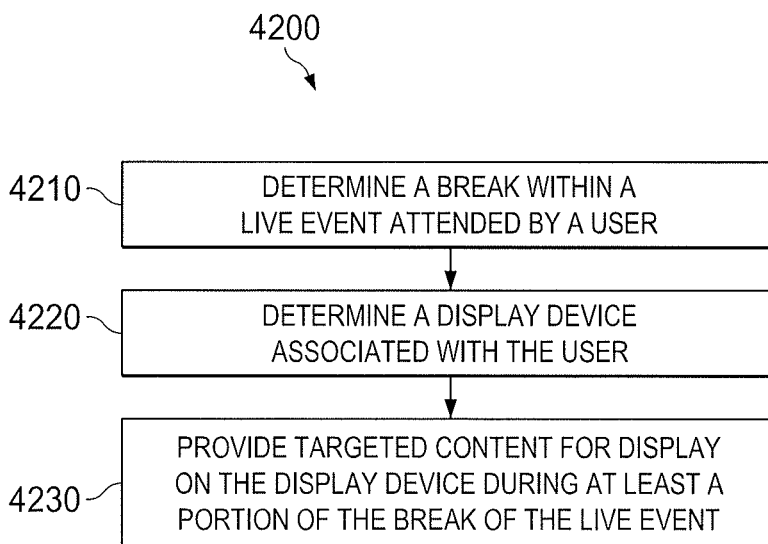 4200
4210
DETERMINE A BREAK WITHIN A
LIVE EVENT ATTENDED BY A USER
4220
DETERMINE A DISPLAY DEVICE
ASSOCIATED WITH THE USER
4230
PROVIDE TARGETED CONTENT FOR DISPLAY
ON THE DISPLAY DEVICE DURING AT LEAST A
PORTION OF THE BREAK OF THE LIVE EVENT